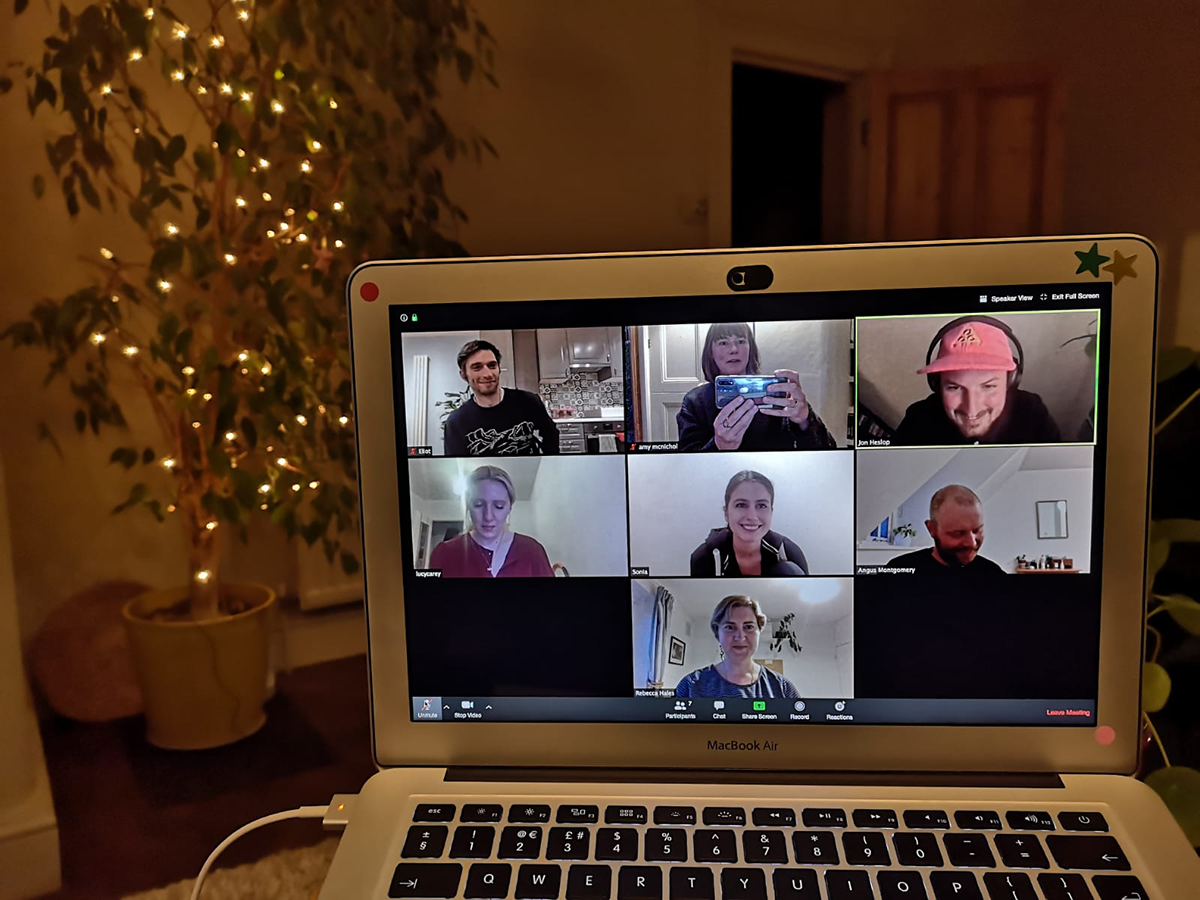 Speaker View Exit Full Screen
Eliot
amy mcnichol
Jon Heslop
lucycarey
Sonia
Angus Montgomery
Rebecca Hales
Unmute Stop Video Participants 7 Chat Share Screen Record Reactions Leave Meeting
MacBook Air
esc F1 F2 F3 F4 F5 F6 F7 F8 F9 F10 F11 F12
± § ! 1 @ € 2 £ # 3 $ 4 % 5 ^ 6 & 7 * 8 ( 9 ) 0 _ - + =
Q W E R T Y U I O P { [ } ]